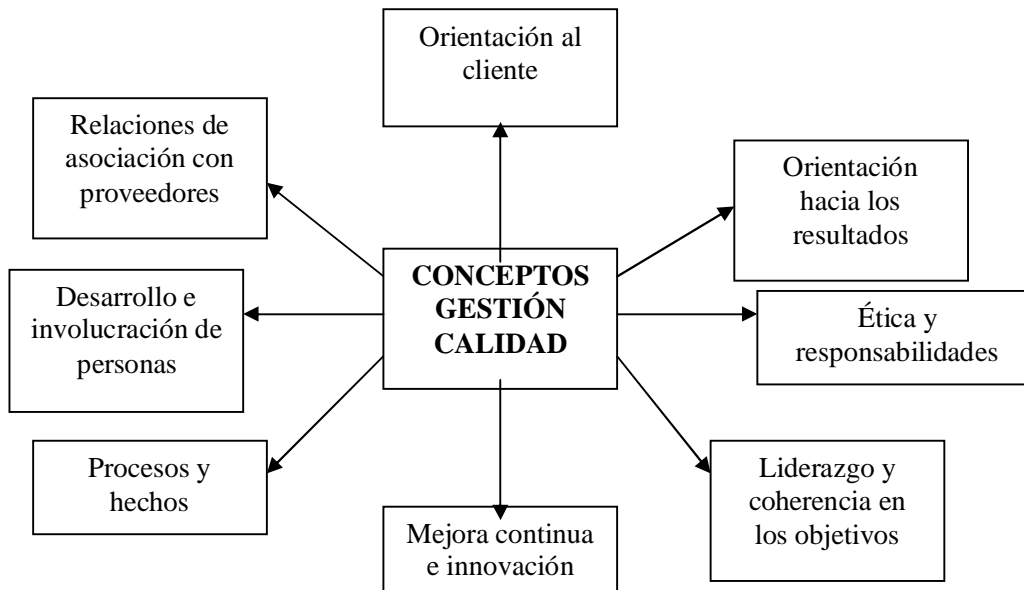 Orientación al
cliente
Relaciones de
asociación con
proveedores
Orientación
hacia los
resultados
CONCEPTOS
GESTIÓN
CALIDAD
Desarrollo e
involucración de
personas
Ética y
responsabilidades
Procesos y
hechos
Liderazgo y
coherencia en
los objetivos
Mejora continua
e innovación